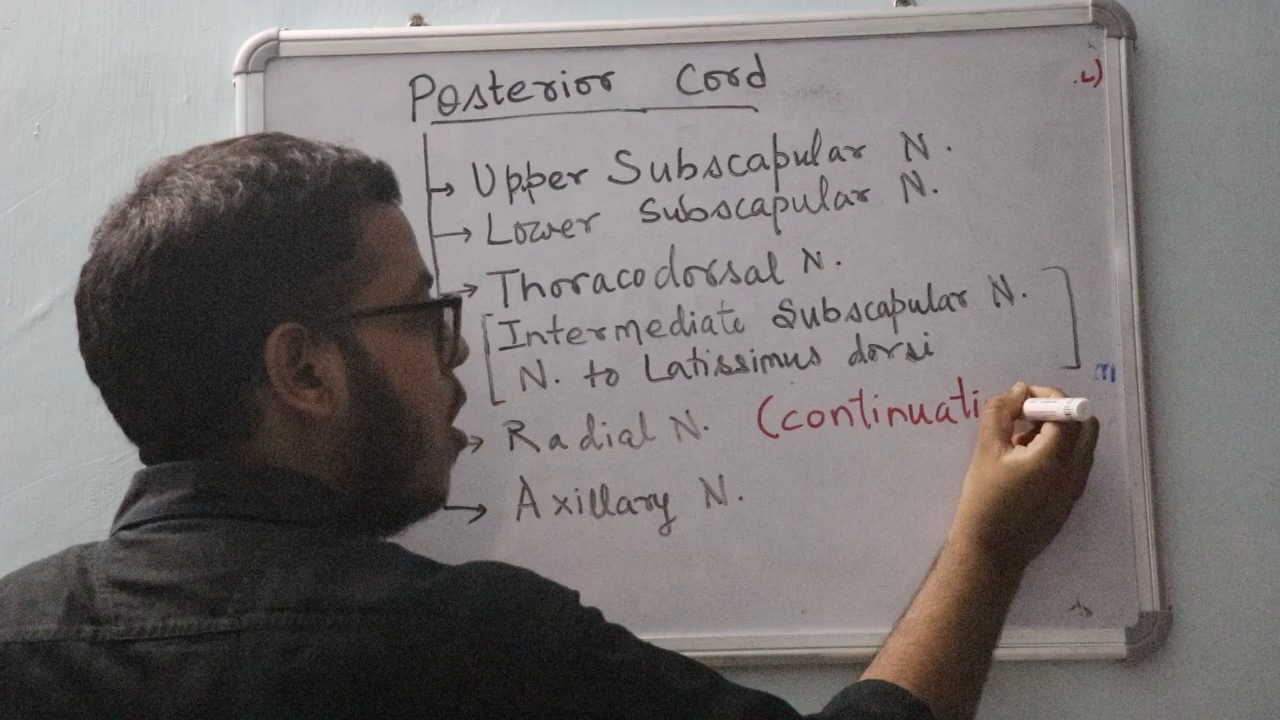 Posterior Cord
Upper Subscapular N.
Lower Subscapular N.
Thoracodorsal N.
[Intermediate Subscapular N.
N. to Latissimus dorsi]
Radial N. (continuati
Axillary N.